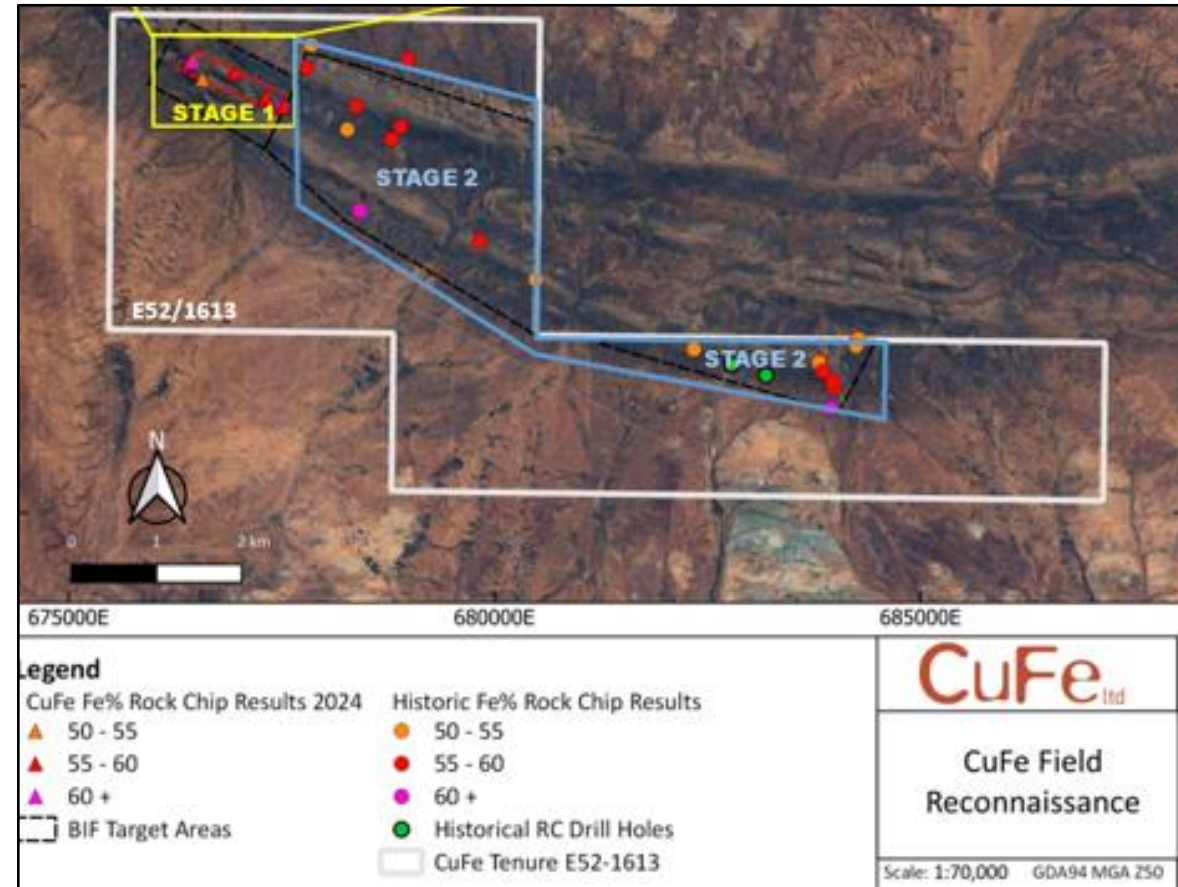 STAGE 1
STAGE 2
E52/1613
STAGE 2
N
0 1 2 km
675000E 680000E 685000E
Legend
CuFe Fe% Rock Chip Results 2024
50 - 55
55 - 60
60 +
BIF Target Areas
Historic Fe% Rock Chip Results
50 - 55
55 - 60
60 +
Historical RC Drill Holes
CuFe Tenure E52-1613
CuFe ltd
CuFe Field
Reconnaissance
Scale: 1:70,000 GDA94 MGA Z50